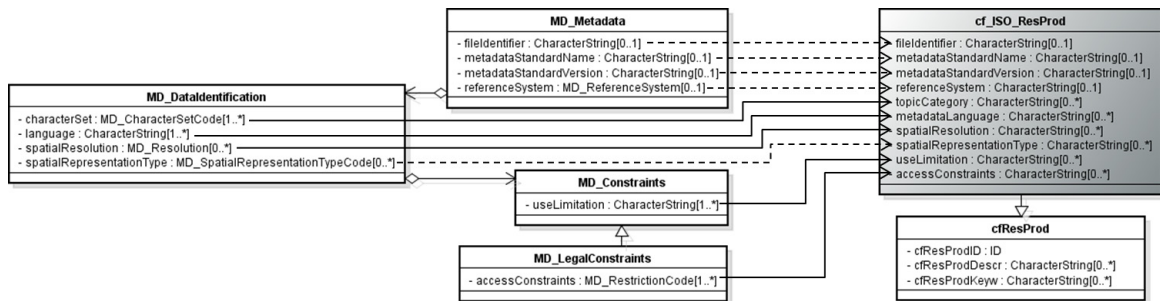 MD_Metadata
- fileIdentifier : CharacterString[0..1]
- metadataStandardName : CharacterString[0..1]
- metadataStandardVersion : CharacterString[0..1]
- referenceSystem : MD_ReferenceSystem[0..1]
MD_DataIdentification
- characterSet : MD_CharacterSetCode[1..*]
- language : CharacterString[1..*]
- spatialResolution : MD_Resolution[0..*]
- spatialRepresentationType : MD_SpatialRepresentationTypeCode[0..*]
MD_Constraints
- useLimitation : CharacterString[1..*]
MD_LegalConstraints
- accessConstraints : MD_RestrictionCode[1..*]
cf_ISO_ResProd
fileIdentifier : CharacterString[0..1]
metadataStandardName : CharacterString[0..1]
metadataStandardVersion : CharacterString[0..1]
referenceSystem : CharacterString[0..1]
topicCategory : CharacterString[0..*]
metadataLanguage : CharacterString[0..*]
spatialResolution : CharacterString[0..*]
spatialRepresentationType : CharacterString[0..*]
useLimitation : CharacterString[0..*]
accessConstraints : CharacterString[0..*]
cfResProd
- cfResProdID : ID
- cfResProdDescr : CharacterString[0..*]
- cfResProdKeyw : CharacterString[0..*]